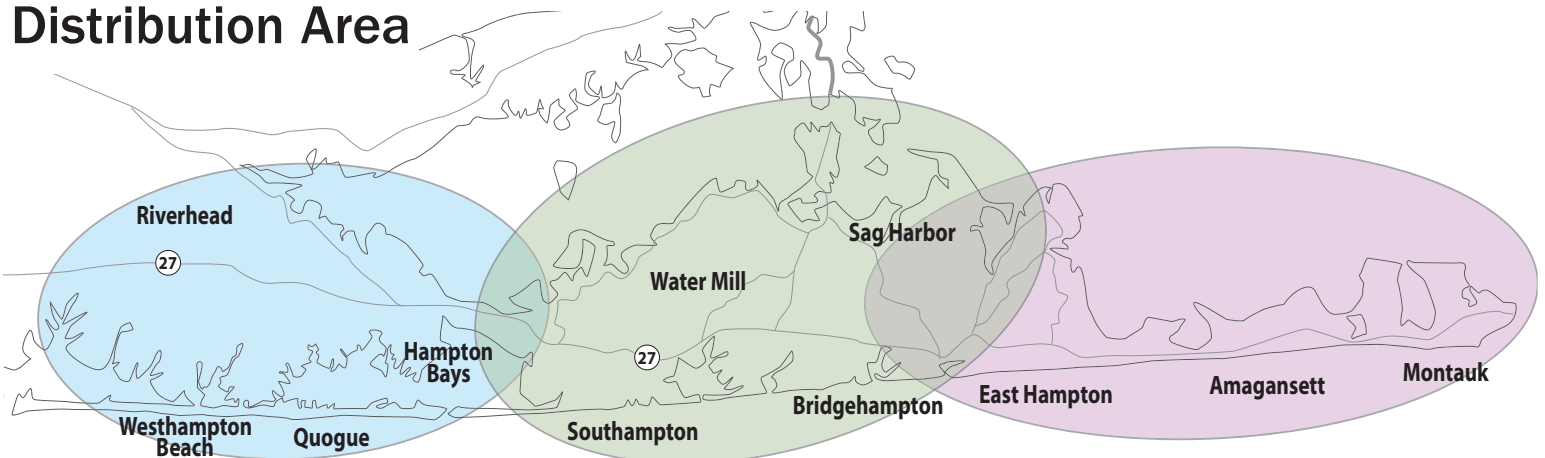 Distribution Area
Riverhead
27
Sag Harbor
Water Mill
Hampton
Bays
27
Montauk
Amagansett
East Hampton
Bridgehampton
Westhampton
Beach
Quogue
Southampton